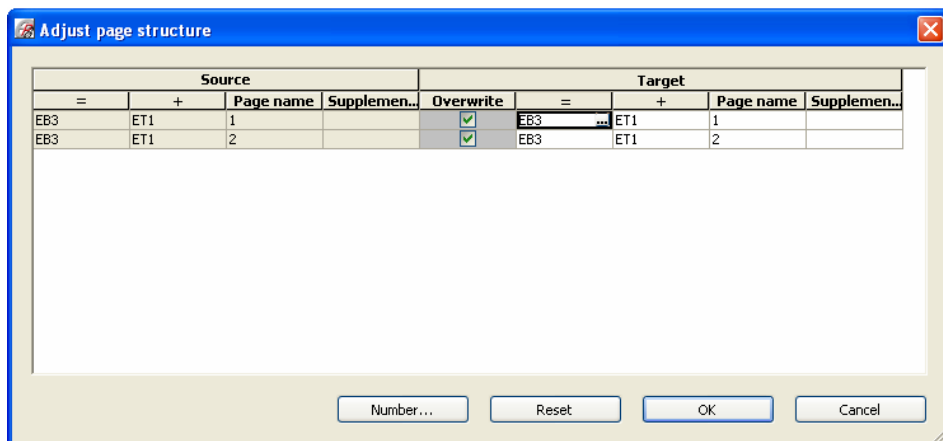 Adjust page structure
Source Target
= + Page name Supplemen... Overwrite = + Page name Supplemen...
EB3 ET1 1 EB3 ... ET1 1
EB3 ET1 2 EB3 ET1 2
Number... Reset OK Cancel